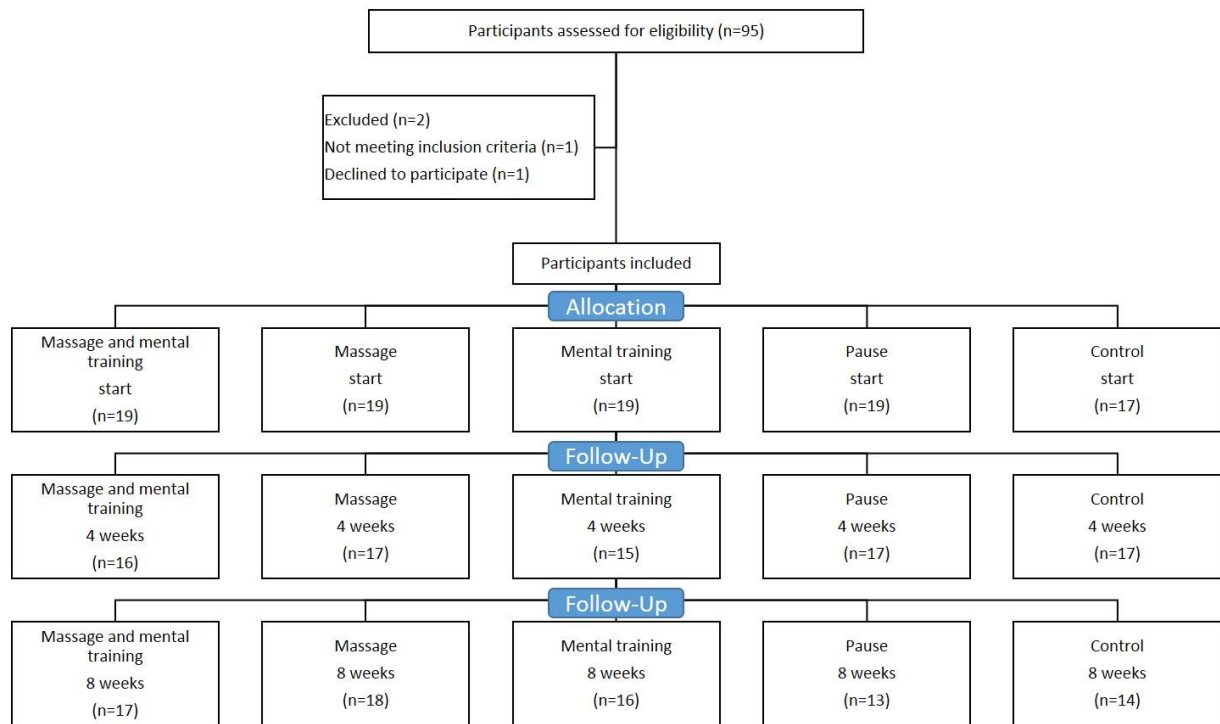 Participants assessed for eligibility (n=95)
Excluded (n=2)
Not meeting inclusion criteria (n=1)
Declined to participate (n=1)
Participants included
Allocation
Massage and mental
training
start
(n=19)
Massage
start
(n=19)
Mental training
start
(n=19)
Pause
start
(n=19)
Control
start
(n=17)
Follow-Up
Massage and mental
training
4 weeks
(n=16)
Massage
4 weeks
(n=17)
Mental training
4 weeks
(n=15)
Pause
4 weeks
(n=17)
Control
4 weeks
(n=17)
Follow-Up
Massage and mental
training
8 weeks
(n=17)
Massage
8 weeks
(n=18)
Mental training
8 weeks
(n=16)
Pause
8 weeks
(n=13)
Control
8 weeks
(n=14)